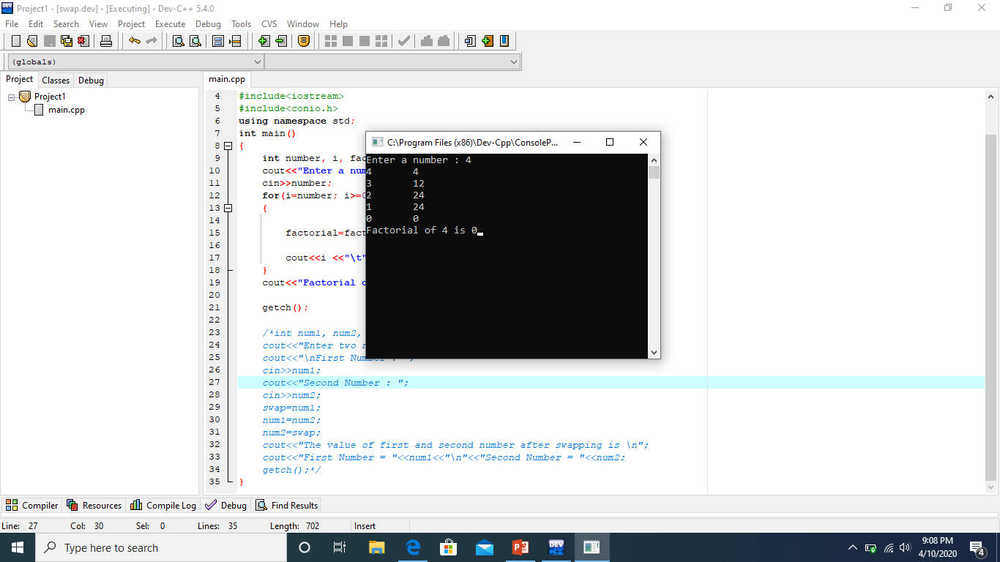 Project1 - [swap.dev] - [Executing] - Dev-C++ 5.4.0
File Edit Search View Project Execute Debug Tools CVS Window Help
(globals)
Project Classes Debug
main.cpp
Project1
main.cpp
4 #include<iostream>
5 #include<conio.h>
6 using namespace std;
7 int main()
8 {
9 int number, i, fac
10 cout<<"Enter a num
11 cin>>number;
12 for(i=number; i>=0
13 {
14
15 factorial=fact
16
17 cout<<i <<"\t"
18 }
19 cout<<"Factorial o
20
21 getch();
22
23 /*int num1, num2,
24 cout<<"Enter two n
25 cout<<"\nFirst Number : ";
26 cin>>num1;
27 cout<<"Second Number : ";
28 cin>>num2;
29 swap=num1;
30 num1=num2;
31 num2=swap;
32 cout<<"The value of first and second number after swapping is \n";
33 cout<<"First Number = "<<num1<<"\n"<<"Second Number = "<<num2;
34 getch();*/
35 }
C:\Program Files (x86)\Dev-Cpp\ConsoleP...
Enter a number : 4
4 4
3 12
2 24
1 24
0 0
Factorial of 4 is 0
Compiler Resources Compile Log Debug Find Results
Line: 27 Col: 30 Sel: 0 Lines: 35 Length: 702 Insert
Type here to search
9:08 PM
4/10/2020
4